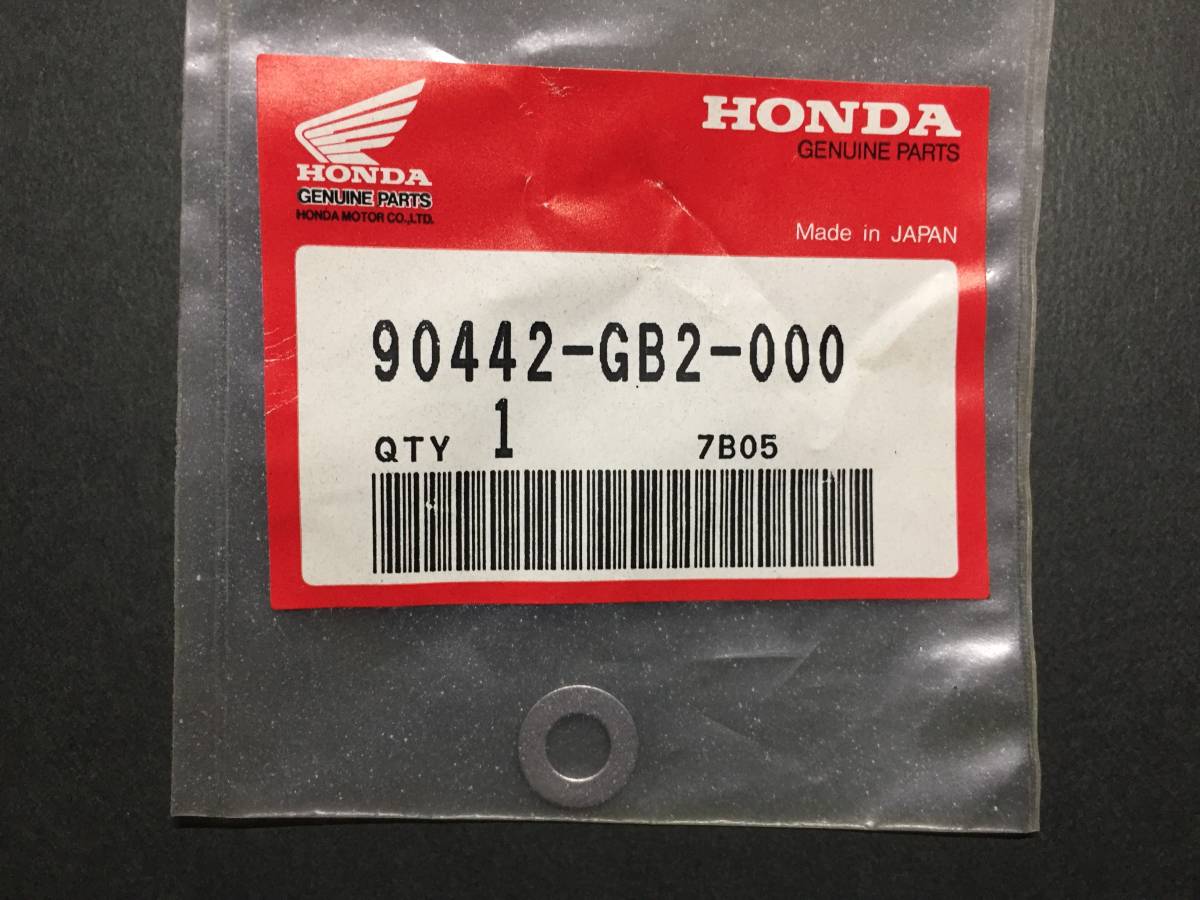 HONDA
GENUINE PARTS
HONDA MOTOR CO.,LTD.
HONDA
GENUINE PARTS
Made in JAPAN
90442-GB2-000
QTY 1 7B05